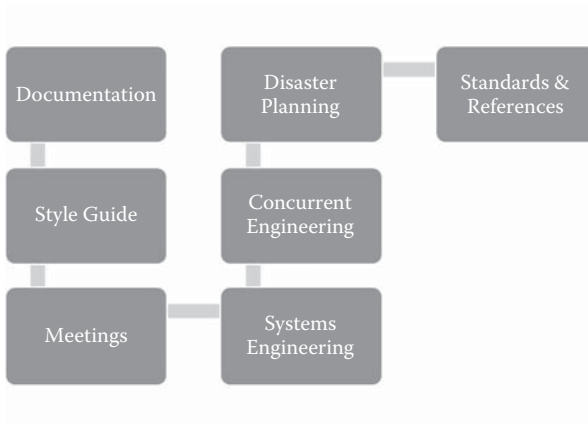 Documentation
Style Guide
Meetings
Systems
Engineering
Concurrent
Engineering
Disaster
Planning
Standards &
References